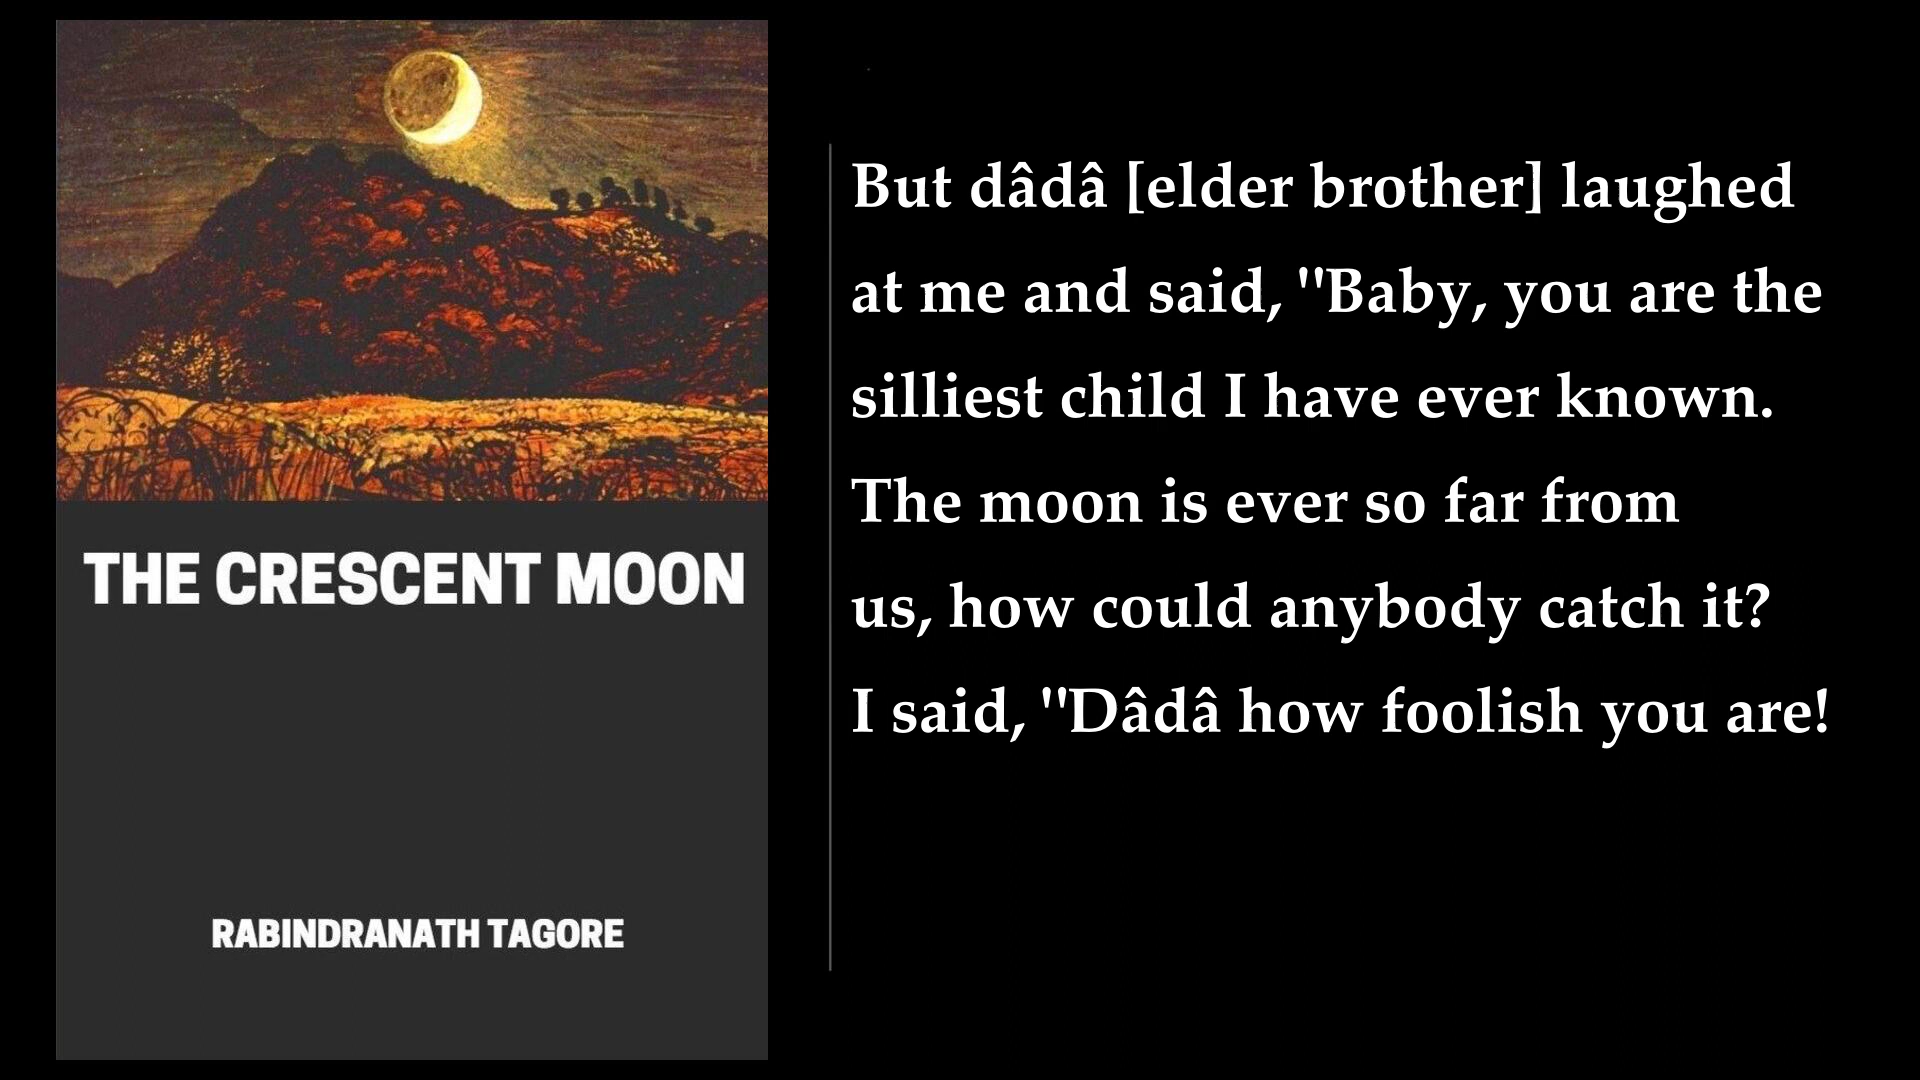 THE CRESCENT MOON
RABINDRANATH TAGORE
But dâdâ [elder brother] laughed
at me and said, "Baby, you are the
silliest child I have ever known.
The moon is ever so far from
us, how could anybody catch it?
I said, "Dâdâ how foolish you are!